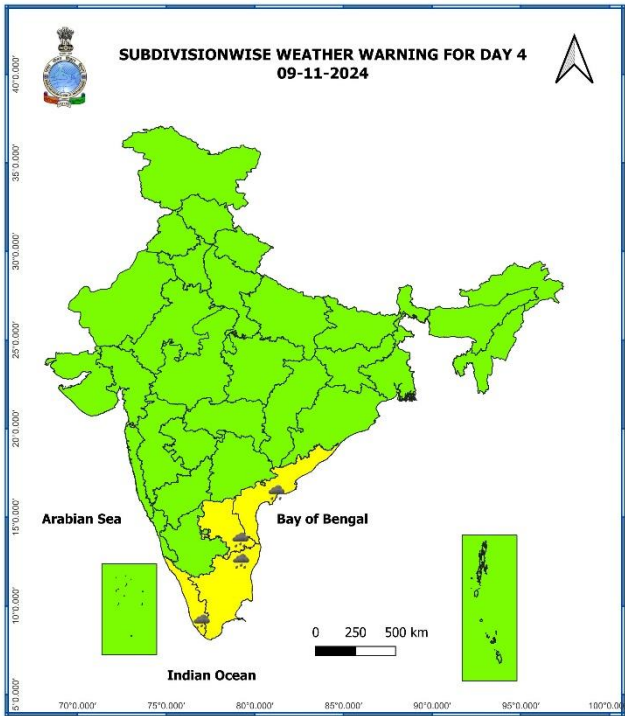 SUBDIVISIONWISE WEATHER WARNING FOR DAY 4
09-11-2024
40°0.000'
35°0.000'
30°0.000'
25°0.000'
20°0.000'
15°0.000'
10°0.000'
5°0.000'
Arabian Sea
Bay of Bengal
0 250 500 km
Indian Ocean
70°0.000' 75°0.000' 80°0.000' 85°0.000' 90°0.000' 95°0.000' 100°0.000'